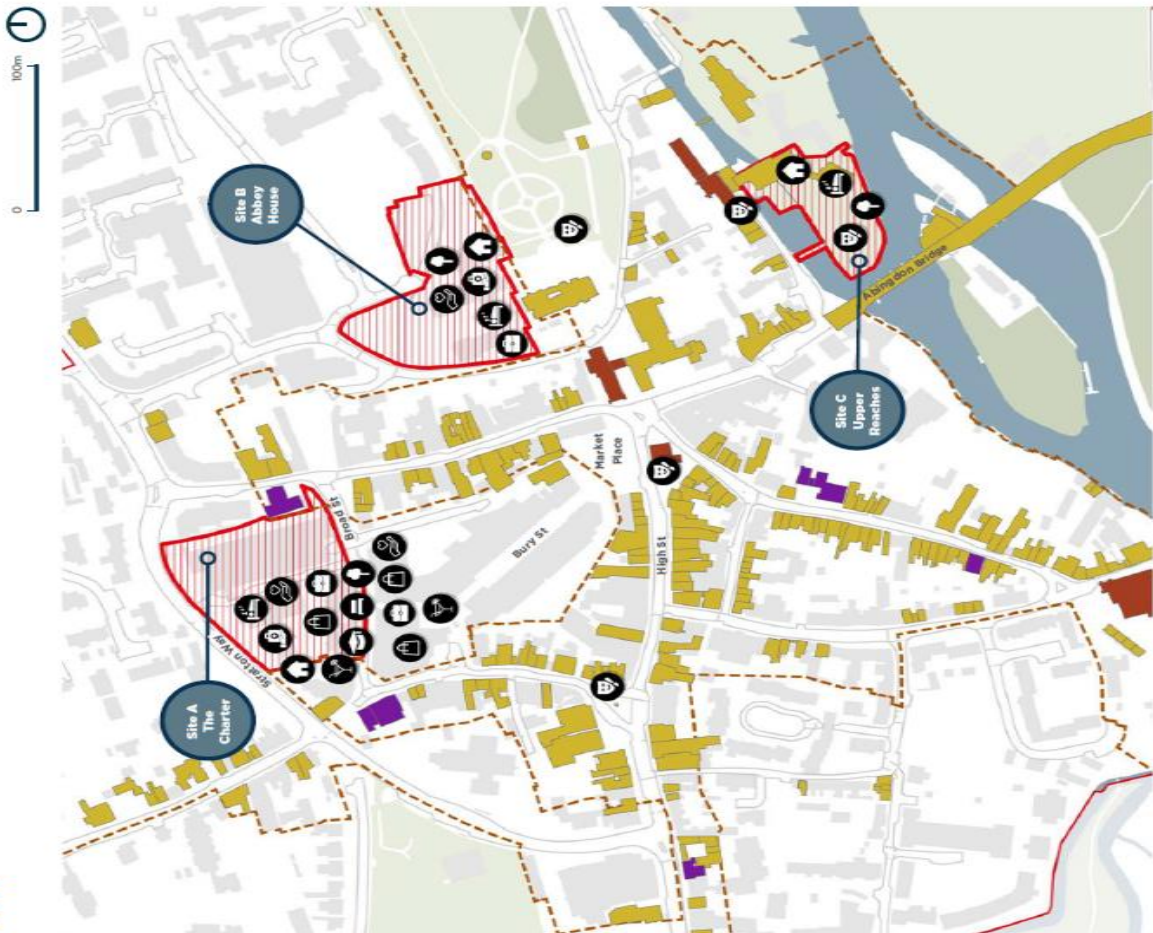 100m
0
Site B
Abbey
House
Site A
The
Charter
Stratton Way
Broad St
Bury St
Market
Place
High St
Site C
Upper
Reaches
Abingdon Bridge